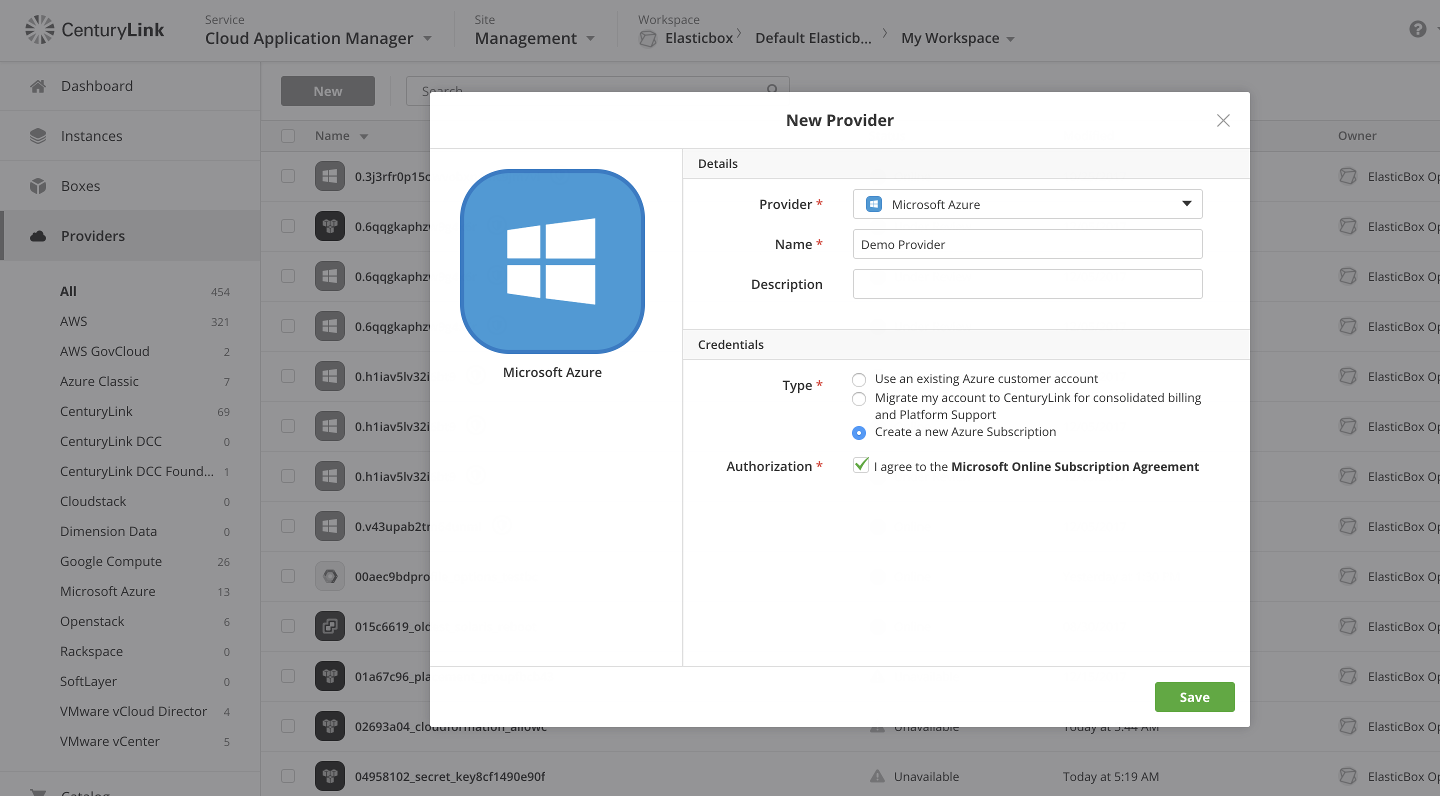 CenturyLink
Service
Cloud Application Manager
Site
Management
Workspace
Elasticbox
Default Elasticb...
My Workspace
?
Dashboard
Instances
Boxes
Providers
All 454
AWS 321
AWS GovCloud 2
Azure Classic 7
CenturyLink 69
CenturyLink DCC 0
CenturyLink DCC Found... 1
Cloudstack 0
Dimension Data 0
Google Compute 26
Microsoft Azure 13
Openstack 6
Rackspace 0
SoftLayer 0
VMware vCloud Director 4
VMware vCenter 5
Catalog
New
Search
Name
Owner
0.3j3rfr0p15c
ElasticBox Op
0.6qqgkaphzv
ElasticBox Op
0.6qqgkaphzv
ElasticBox Op
0.6qqgkaphzv
ElasticBox Op
0.h1iav5lv32i
ElasticBox Op
0.h1iav5lv32i
ElasticBox Op
0.h1iav5lv32i
ElasticBox Op
0.v43upab2tr
ElasticBox Op
00aec9bdpro
ElasticBox Op
015c6619_old
ElasticBox Op
01a67c96_pla
ElasticBox Op
02693a04_cloudformation_allowc
Unavailable
Today at 5:44 AM
ElasticBox Op
04958102_secret_key8cf1490e90f
Unavailable
Today at 5:19 AM
ElasticBox Op
New Provider
Microsoft Azure
Details
Provider *
Microsoft Azure
Name *
Demo Provider
Description
Credentials
Type *
Use an existing Azure customer account
Migrate my account to CenturyLink for consolidated billing
and Platform Support
Create a new Azure Subscription
Authorization *
I agree to the Microsoft Online Subscription Agreement
Save